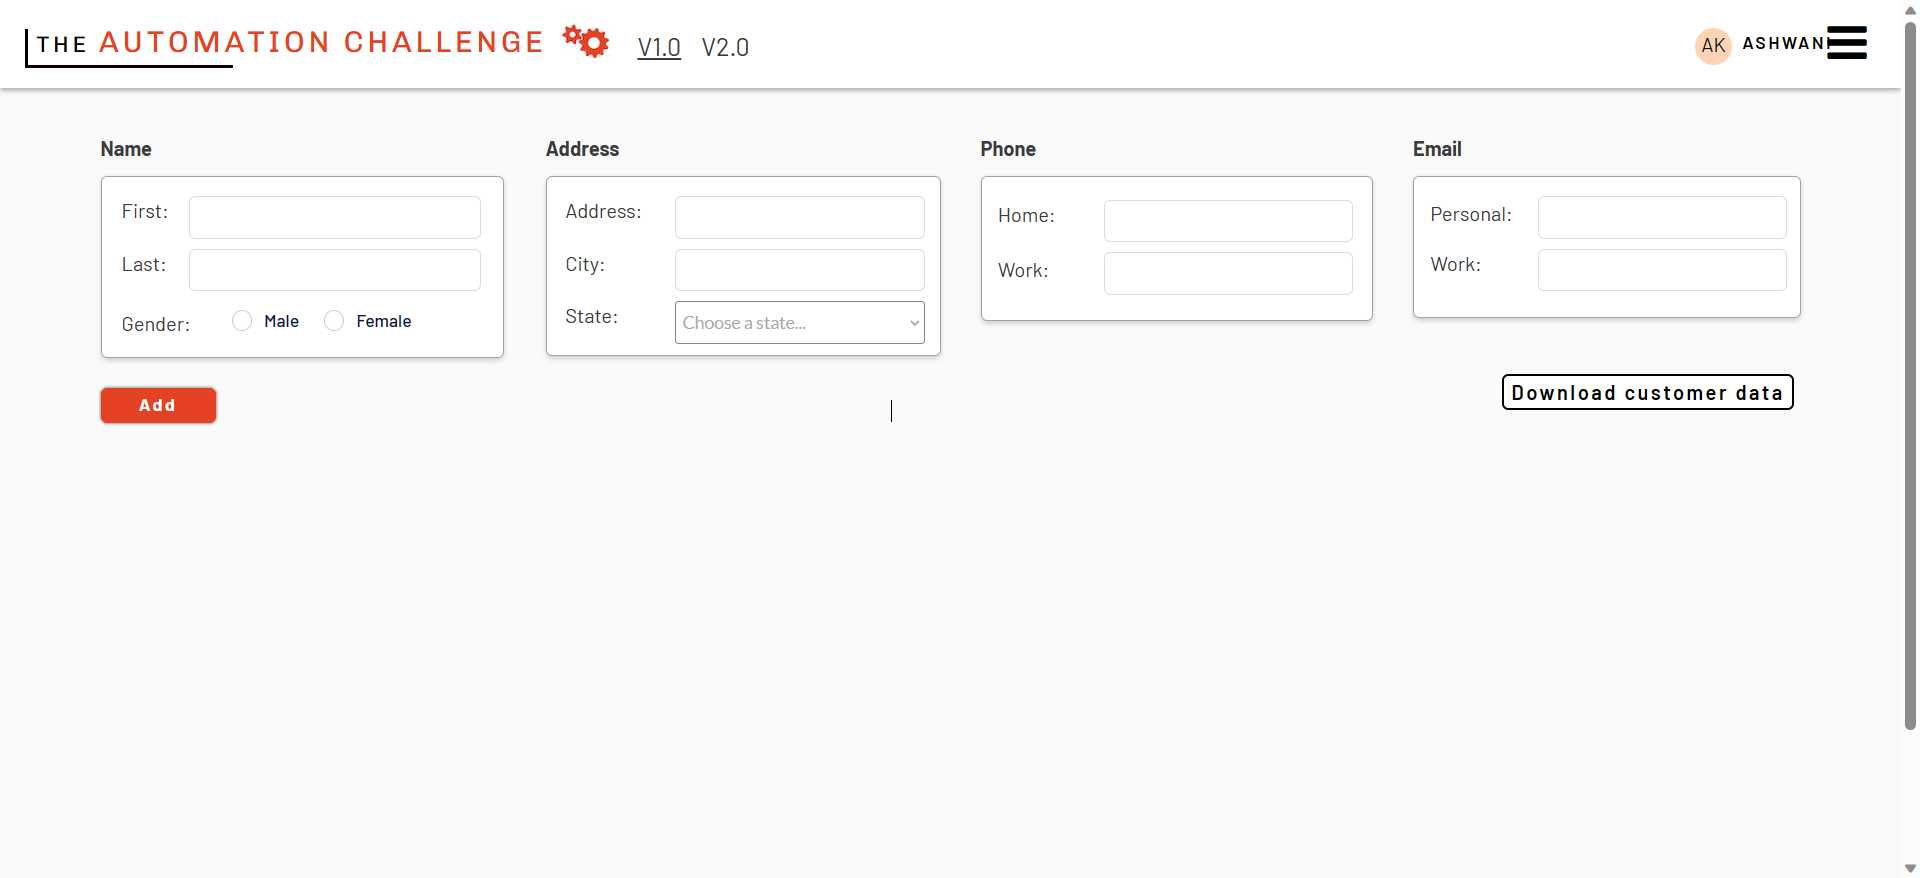 THE AUTOMATION CHALLENGE V1.0 V2.0 AK ASHWANI
Name Address Phone Email
First: Address: Home: Personal:
Last: City: Work: Work:
Gender: Male Female State: Choose a state...
Add Download customer data